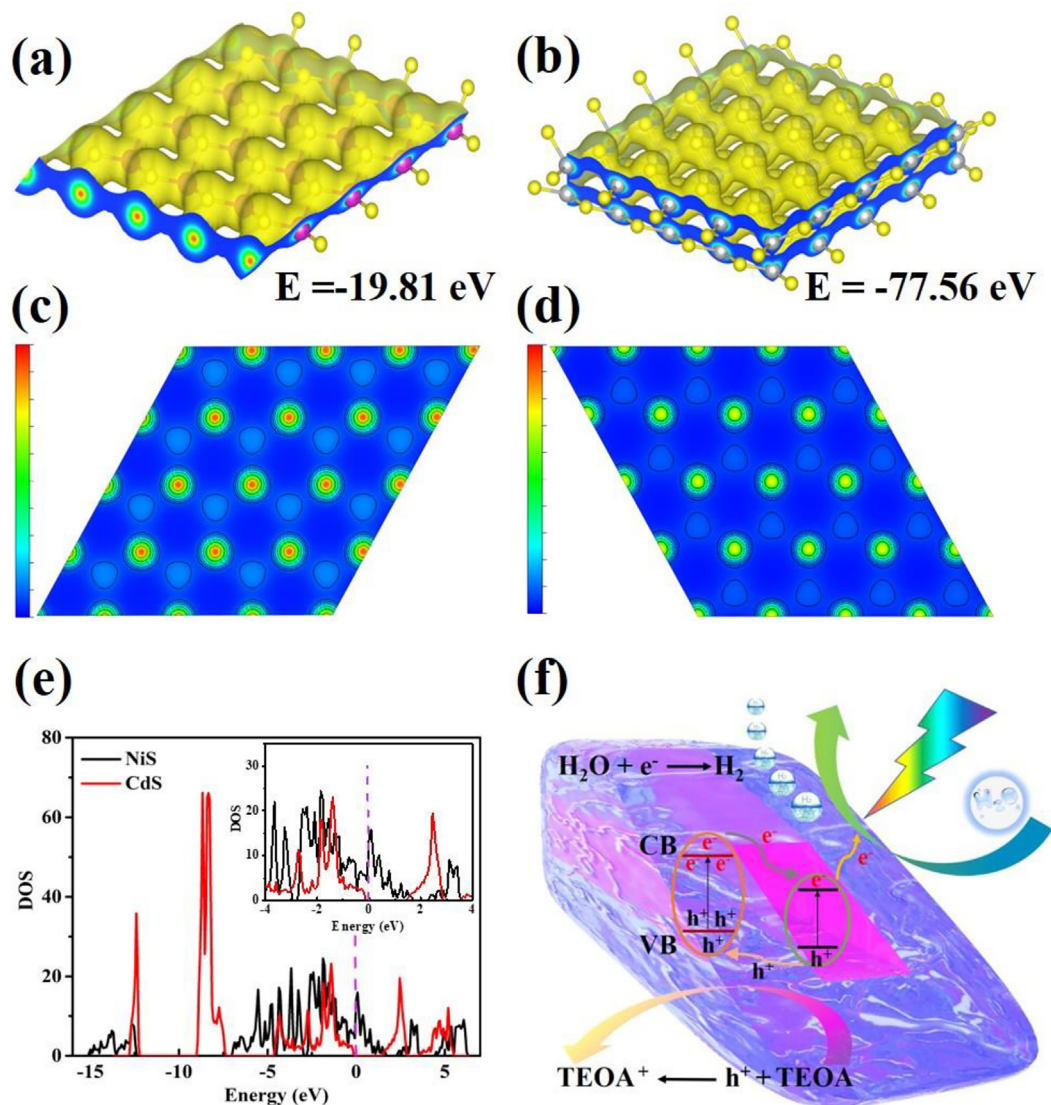 (a)
(b)
E =-19.81 eV
E = -77.56 eV
(c)
(d)
(e)
(f)
80
60
40
20
0
DOS
-15
-10
-5
0
5
Energy (eV)
NiS
CdS
30
20
10
0
DOS
-4
-2
0
2
4
Energy (eV)
H₂O + e⁻ → H₂
H₂
CB
e⁻
e⁻ e⁻
e⁻
e⁻
e⁻
h⁺ h⁺
VB
h⁺
h⁺
h⁺
TEOA⁺ ← h⁺ + TEOA